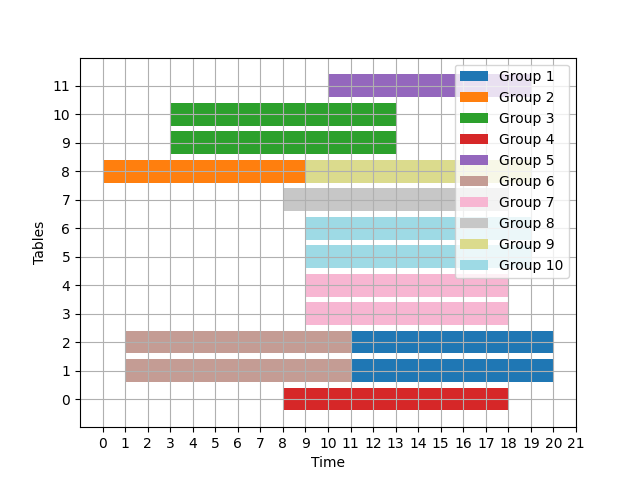 11
10
9
8
7
6
5
4
3
2
1
0
Tables
Group 1
Group 2
Group 3
Group 4
Group 5
Group 6
Group 7
Group 8
Group 9
Group 10
0 1 2 3 4 5 6 7 8 9 10 11 12 13 14 15 16 17 18 19 20 21
Time